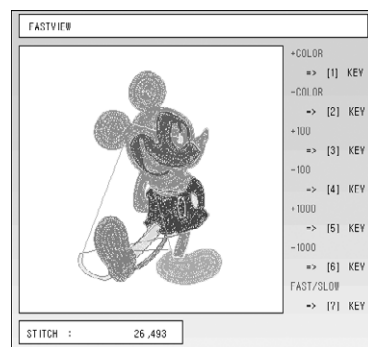 FASTVIEW
+COLOR
=> [1] KEY
-COLOR
=> [2] KEY
+100
=> [3] KEY
-100
=> [4] KEY
+1000
=> [5] KEY
-1000
=> [6] KEY
FAST/SLOW
=> [7] KEY
STITCH : 26,493